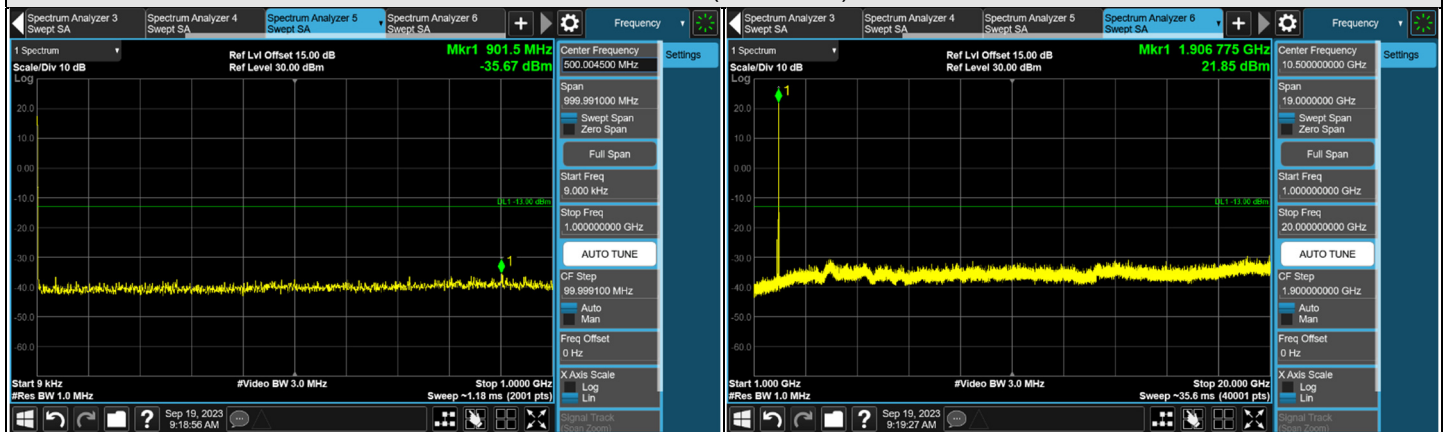 Spectrum Analyzer 3
Swept SA
Spectrum Analyzer 4
Swept SA
Spectrum Analyzer 5
Swept SA
Spectrum Analyzer 6
Swept SA
+
Frequency
1 Spectrum
Scale/Div 10 dB
Log
Ref Lvl Offset 15.00 dB
Ref Level 30.00 dBm
Mkr1 901.5 MHz
-35.67 dBm
20.0
10.0
0.00
-10.0
-20.0
-30.0
-40.0
-50.0
-60.0
DL1 -13.00 dBm
1
Start 9 kHz
#Res BW 1.0 MHz
#Video BW 3.0 MHz
Stop 1.0000 GHz
Sweep ~1.18 ms (2001 pts)
Center Frequency
500.004500 MHz
Settings
Span
999.991000 MHz
Swept Span
Zero Span
Full Span
Start Freq
9.000 kHz
Stop Freq
1.000000000 GHz
AUTO TUNE
CF Step
99.999100 MHz
Auto
Man
Freq Offset
0 Hz
X Axis Scale
Log
Lin
Signal Track
(Span Zoom)
?
Sep 19, 2023
9:18:56 AM
Spectrum Analyzer 3
Swept SA
Spectrum Analyzer 4
Swept SA
Spectrum Analyzer 5
Swept SA
Spectrum Analyzer 6
Swept SA
+
Frequency
1 Spectrum
Scale/Div 10 dB
Log
Ref Lvl Offset 15.00 dB
Ref Level 30.00 dBm
Mkr1 1.906 775 GHz
21.85 dBm
1
20.0
10.0
0.00
-10.0
-20.0
-30.0
-40.0
-50.0
-60.0
DL1 -13.00 dBm
Start 1.000 GHz
#Res BW 1.0 MHz
#Video BW 3.0 MHz
Stop 20.000 GHz
Sweep ~35.6 ms (40001 pts)
Center Frequency
10.500000000 GHz
Settings
Span
19.0000000 GHz
Swept Span
Zero Span
Full Span
Start Freq
1.000000000 GHz
Stop Freq
20.000000000 GHz
AUTO TUNE
CF Step
1.900000000 GHz
Auto
Man
Freq Offset
0 Hz
X Axis Scale
Log
Lin
Signal Track
(Span Zoom)
?
Sep 19, 2023
9:19:27 AM